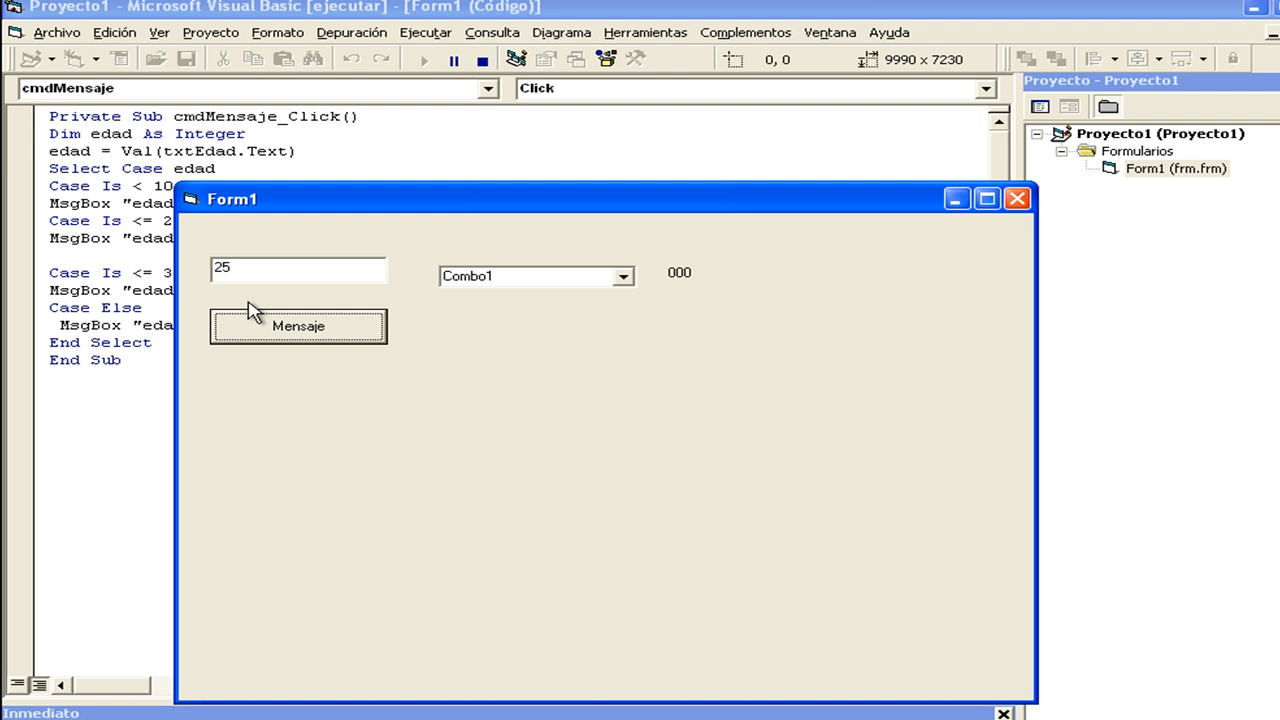 Proyecto1 - Microsoft Visual Basic [ejecutar] - [Form1 (Código)]
Archivo Edición Ver Proyecto Formato Depuración Ejecutar Consulta Diagrama Herramientas Complementos Ventana Ayuda
0, 0 9990 x 7230
cmdMensaje Click
Proyecto - Proyecto1
Private Sub cmdMensaje_Click()
Dim edad As Integer
edad = Val(txtEdad.Text)
Select Case edad
Case Is < 10
MsgBox "edad
Case Is <= 2
MsgBox "edad
Case Is <= 3
MsgBox "edad
Case Else
MsgBox "eda
End Select
End Sub
Proyecto1 (Proyecto1)
Formularios
Form1 (frm.frm)
Form1
25
Combo1
000
Mensaje
Inmediato